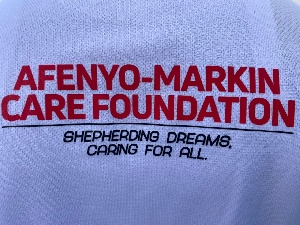 AFENYO-MARKIN
CARE FOUNDATION
SHEPHERDING DREAMS,
CARING FOR ALL.